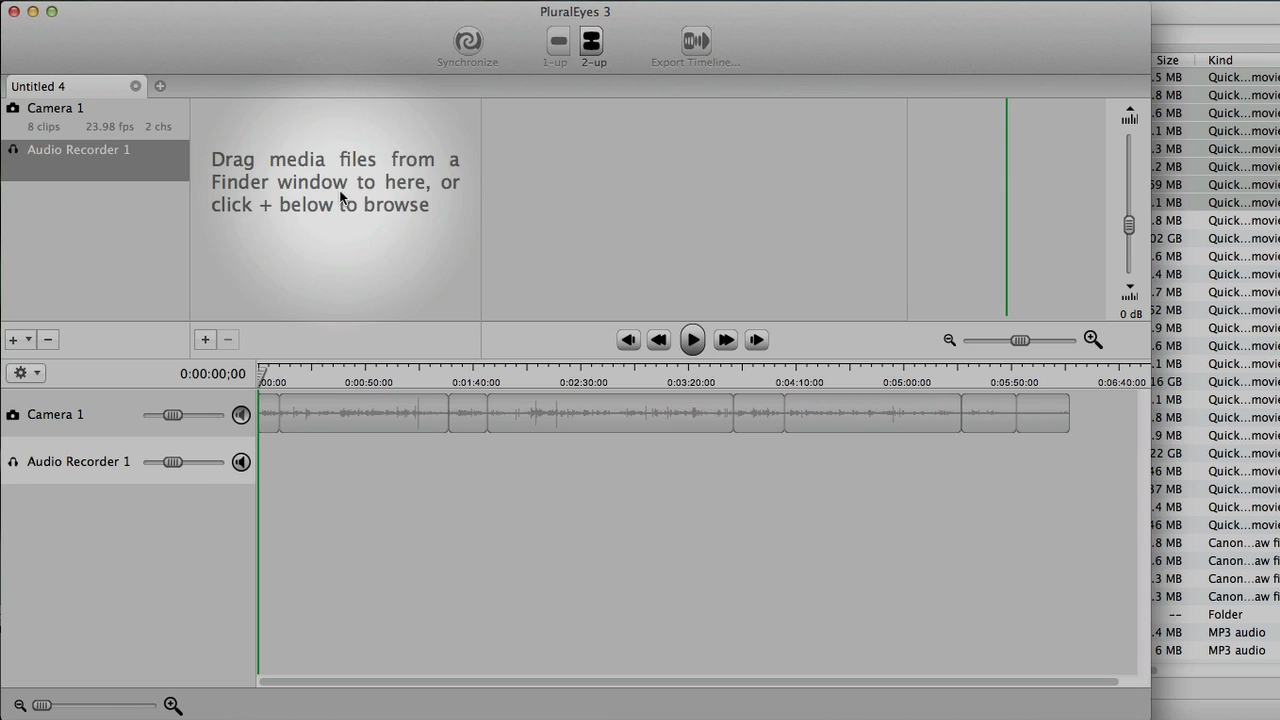 PluralEyes 3
Synchronize
1-up
2-up
Export Timeline...
Untitled 4
Camera 1
8 clips 23.98 fps 2 chs
Audio Recorder 1
Drag media files from a
Finder window to here, or
click + below to browse
0 dB
0:00:00;00
00:00 0:00:50:00 0:01:40:00 0:02:30:00 0:03:20:00 0:04:10:00 0:05:00:00 0:05:50:00 0:06:40:00
Camera 1
Audio Recorder 1
Size Kind
.5 MB Quick...movie
.8 MB Quick...movie
.6 MB Quick...movie
.1 MB Quick...movie
.3 MB Quick...movie
.2 MB Quick...movie
69 MB Quick...movie
.1 MB Quick...movie
.8 MB Quick...movie
02 GB Quick...movie
.6 MB Quick...movie
.4 MB Quick...movie
.7 MB Quick...movie
62 MB Quick...movie
.9 MB Quick...movie
.6 MB Quick...movie
.8 MB Quick...movie
16 GB Quick...movie
.1 MB Quick...movie
.8 MB Quick...movie
.9 MB Quick...movie
22 GB Quick...movie
46 MB Quick...movie
37 MB Quick...movie
.4 MB Quick...movie
46 MB Quick...movie
.8 MB Canon...aw fi
.6 MB Canon...aw fi
.3 MB Canon...aw fi
.3 MB Canon...aw fi
-- Folder
.4 MB MP3 audio
6 MB MP3 audio